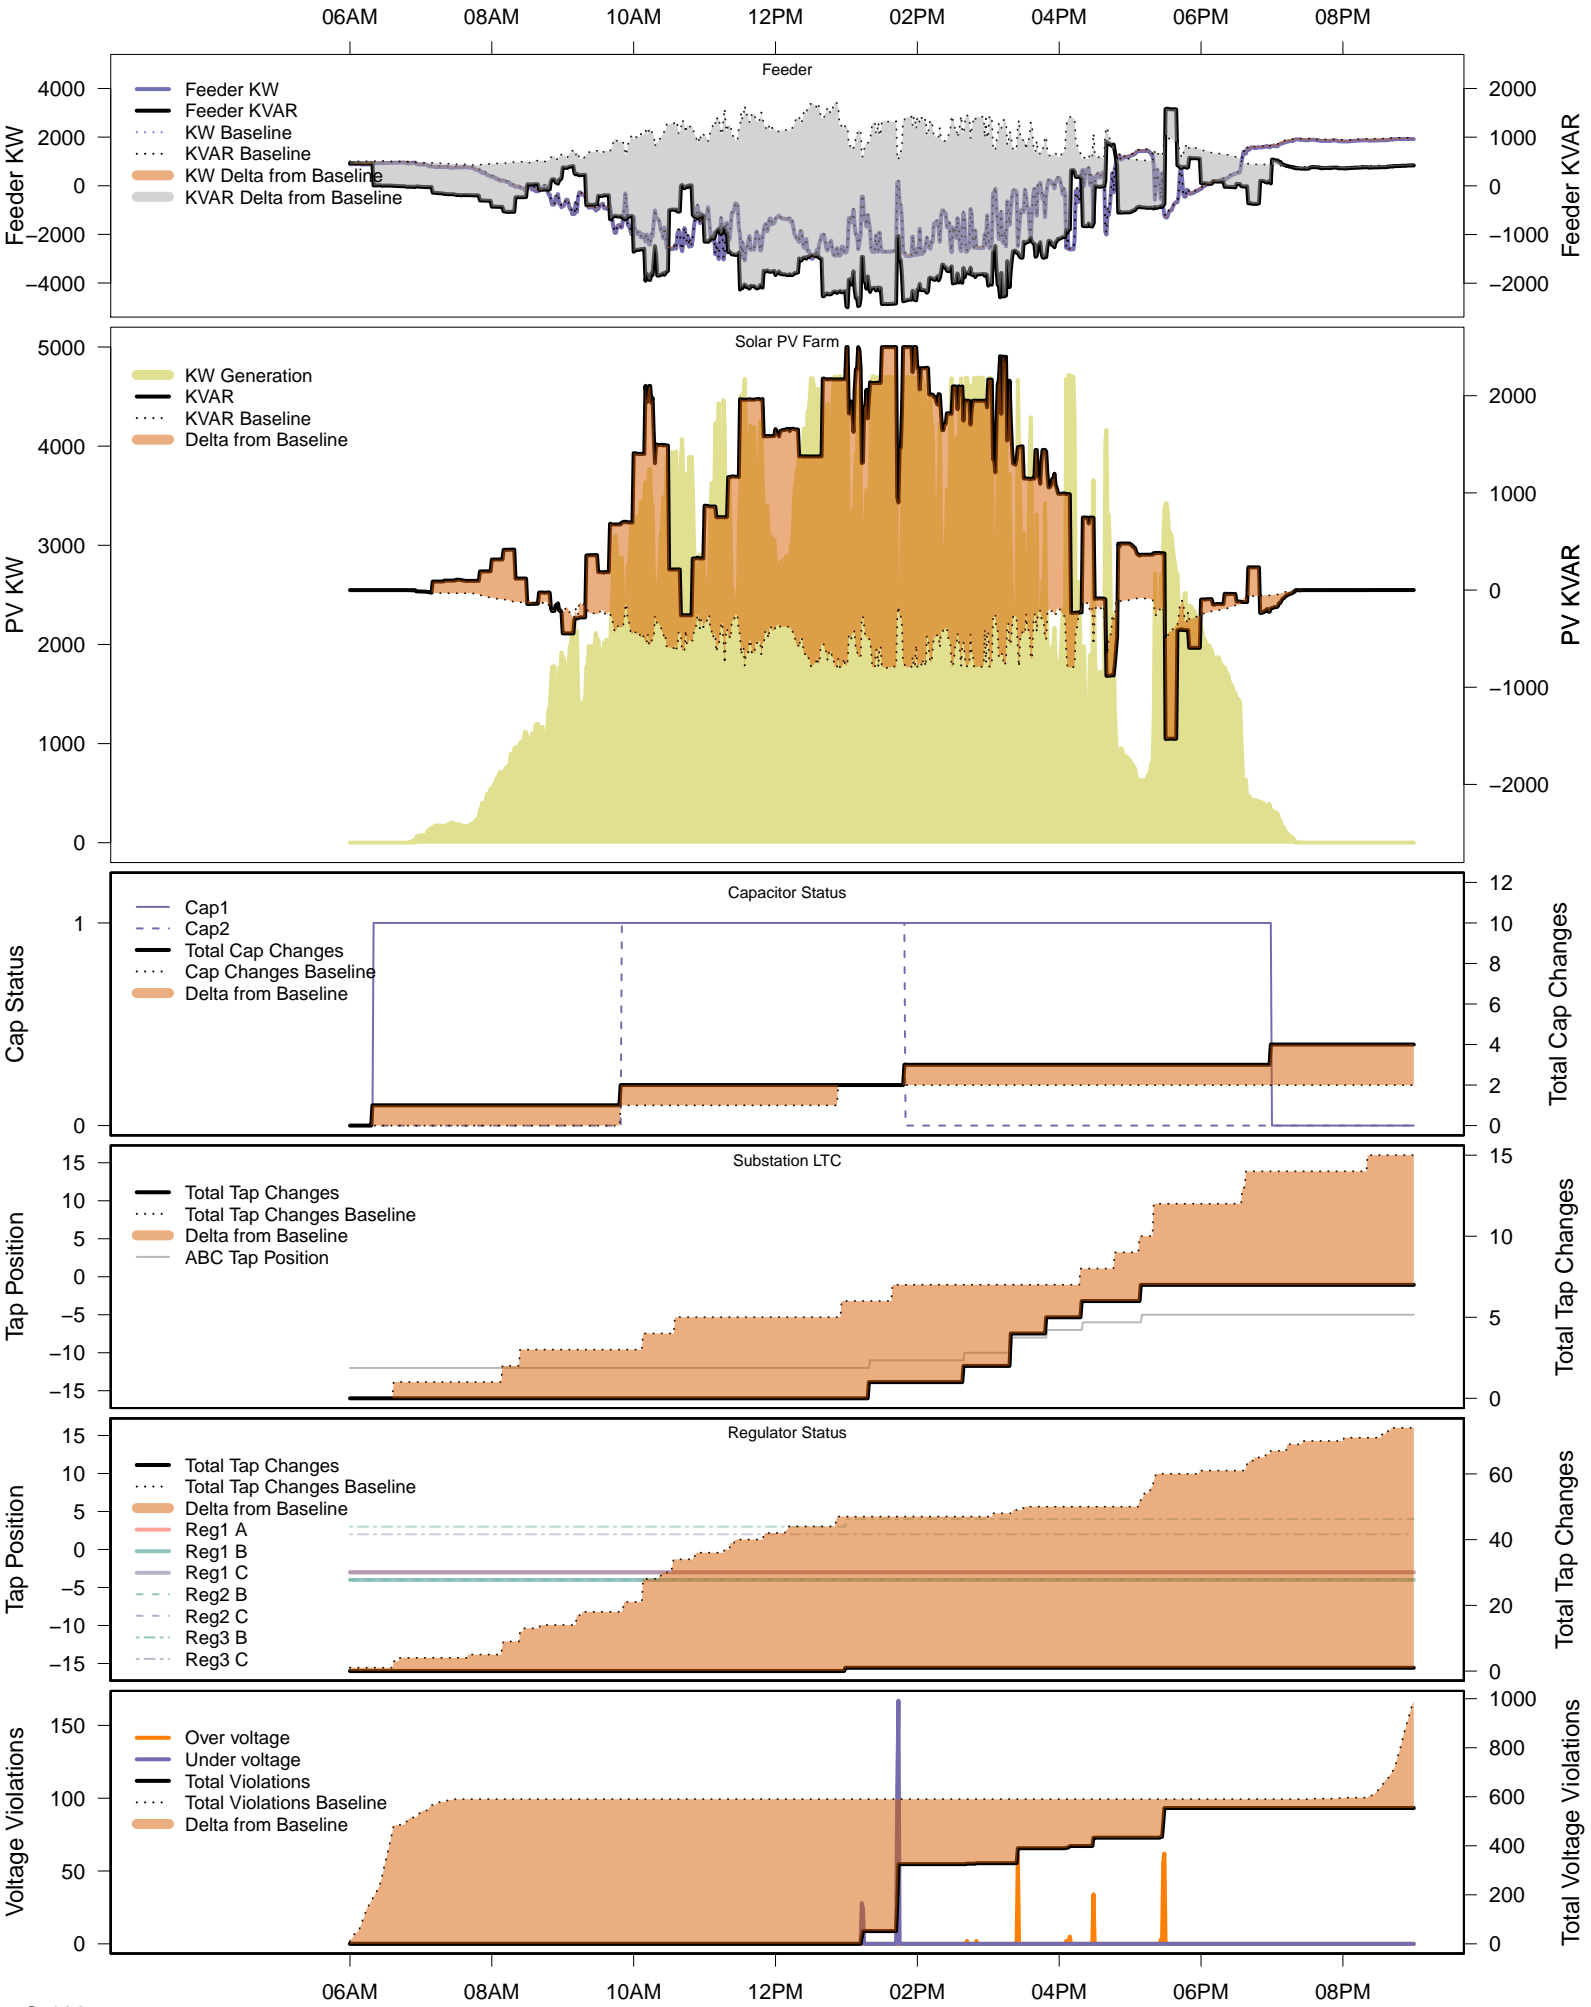 06AM 08AM 10AM 12PM 02PM 04PM 06PM 08PM
Feeder
Feeder KW
4000
2000
0
−2000
−4000
Feeder KW
Feeder KVAR
KW Baseline
KVAR Baseline
KW Delta from Baseline
KVAR Delta from Baseline
2000
1000
0
−1000
−2000
Feeder KVAR
Solar PV Farm
PV KW
5000
4000
3000
2000
1000
0
KW Generation
KVAR
KVAR Baseline
Delta from Baseline
2000
1000
0
−1000
−2000
PV KVAR
Capacitor Status
Cap Status
1
0
Cap1
Cap2
Total Cap Changes
Cap Changes Baseline
Delta from Baseline
12
10
8
6
4
2
0
Total Cap Changes
Substation LTC
Tap Position
15
10
5
0
−5
−10
−15
Total Tap Changes
Total Tap Changes Baseline
Delta from Baseline
ABC Tap Position
15
10
5
0
Total Tap Changes
Regulator Status
Tap Position
15
10
5
0
−5
−10
−15
Total Tap Changes
Total Tap Changes Baseline
Delta from Baseline
Reg1 A
Reg1 B
Reg1 C
Reg2 B
Reg2 C
Reg3 B
Reg3 C
60
40
20
0
Total Tap Changes
Voltage Violations
150
100
50
0
Over voltage
Under voltage
Total Violations
Total Violations Baseline
Delta from Baseline
1000
800
600
400
200
0
Total Voltage Violations
06AM 08AM 10AM 12PM 02PM 04PM 06PM 08PM